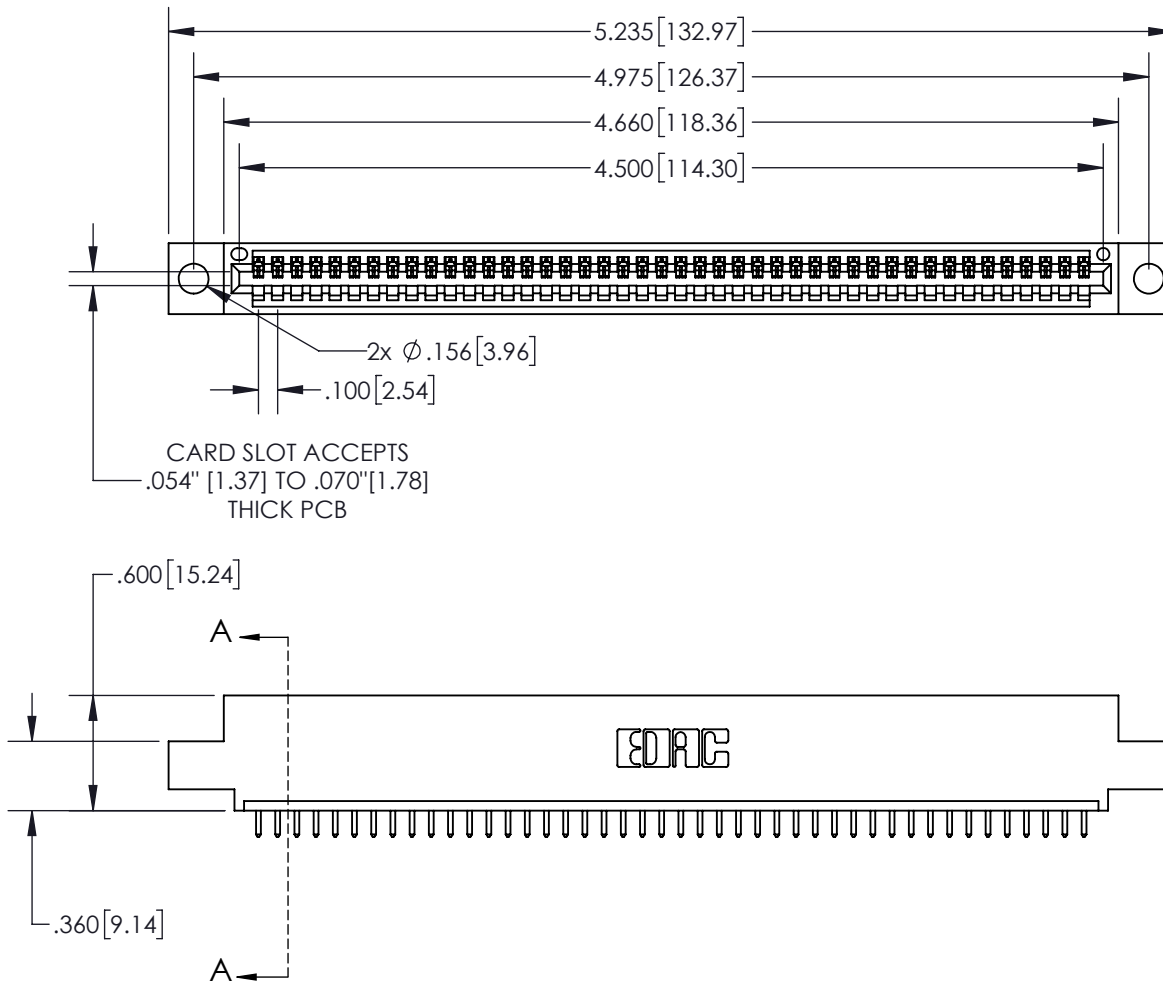 5.235[132.97]
4.975[126.37]
4.660[118.36]
4.500[114.30]
2x Ø.156[3.96]
.100[2.54]
CARD SLOT ACCEPTS
.054" [1.37] TO .070"[1.78]
THICK PCB
.600[15.24]
A
EDAC
.360[9.14]
A